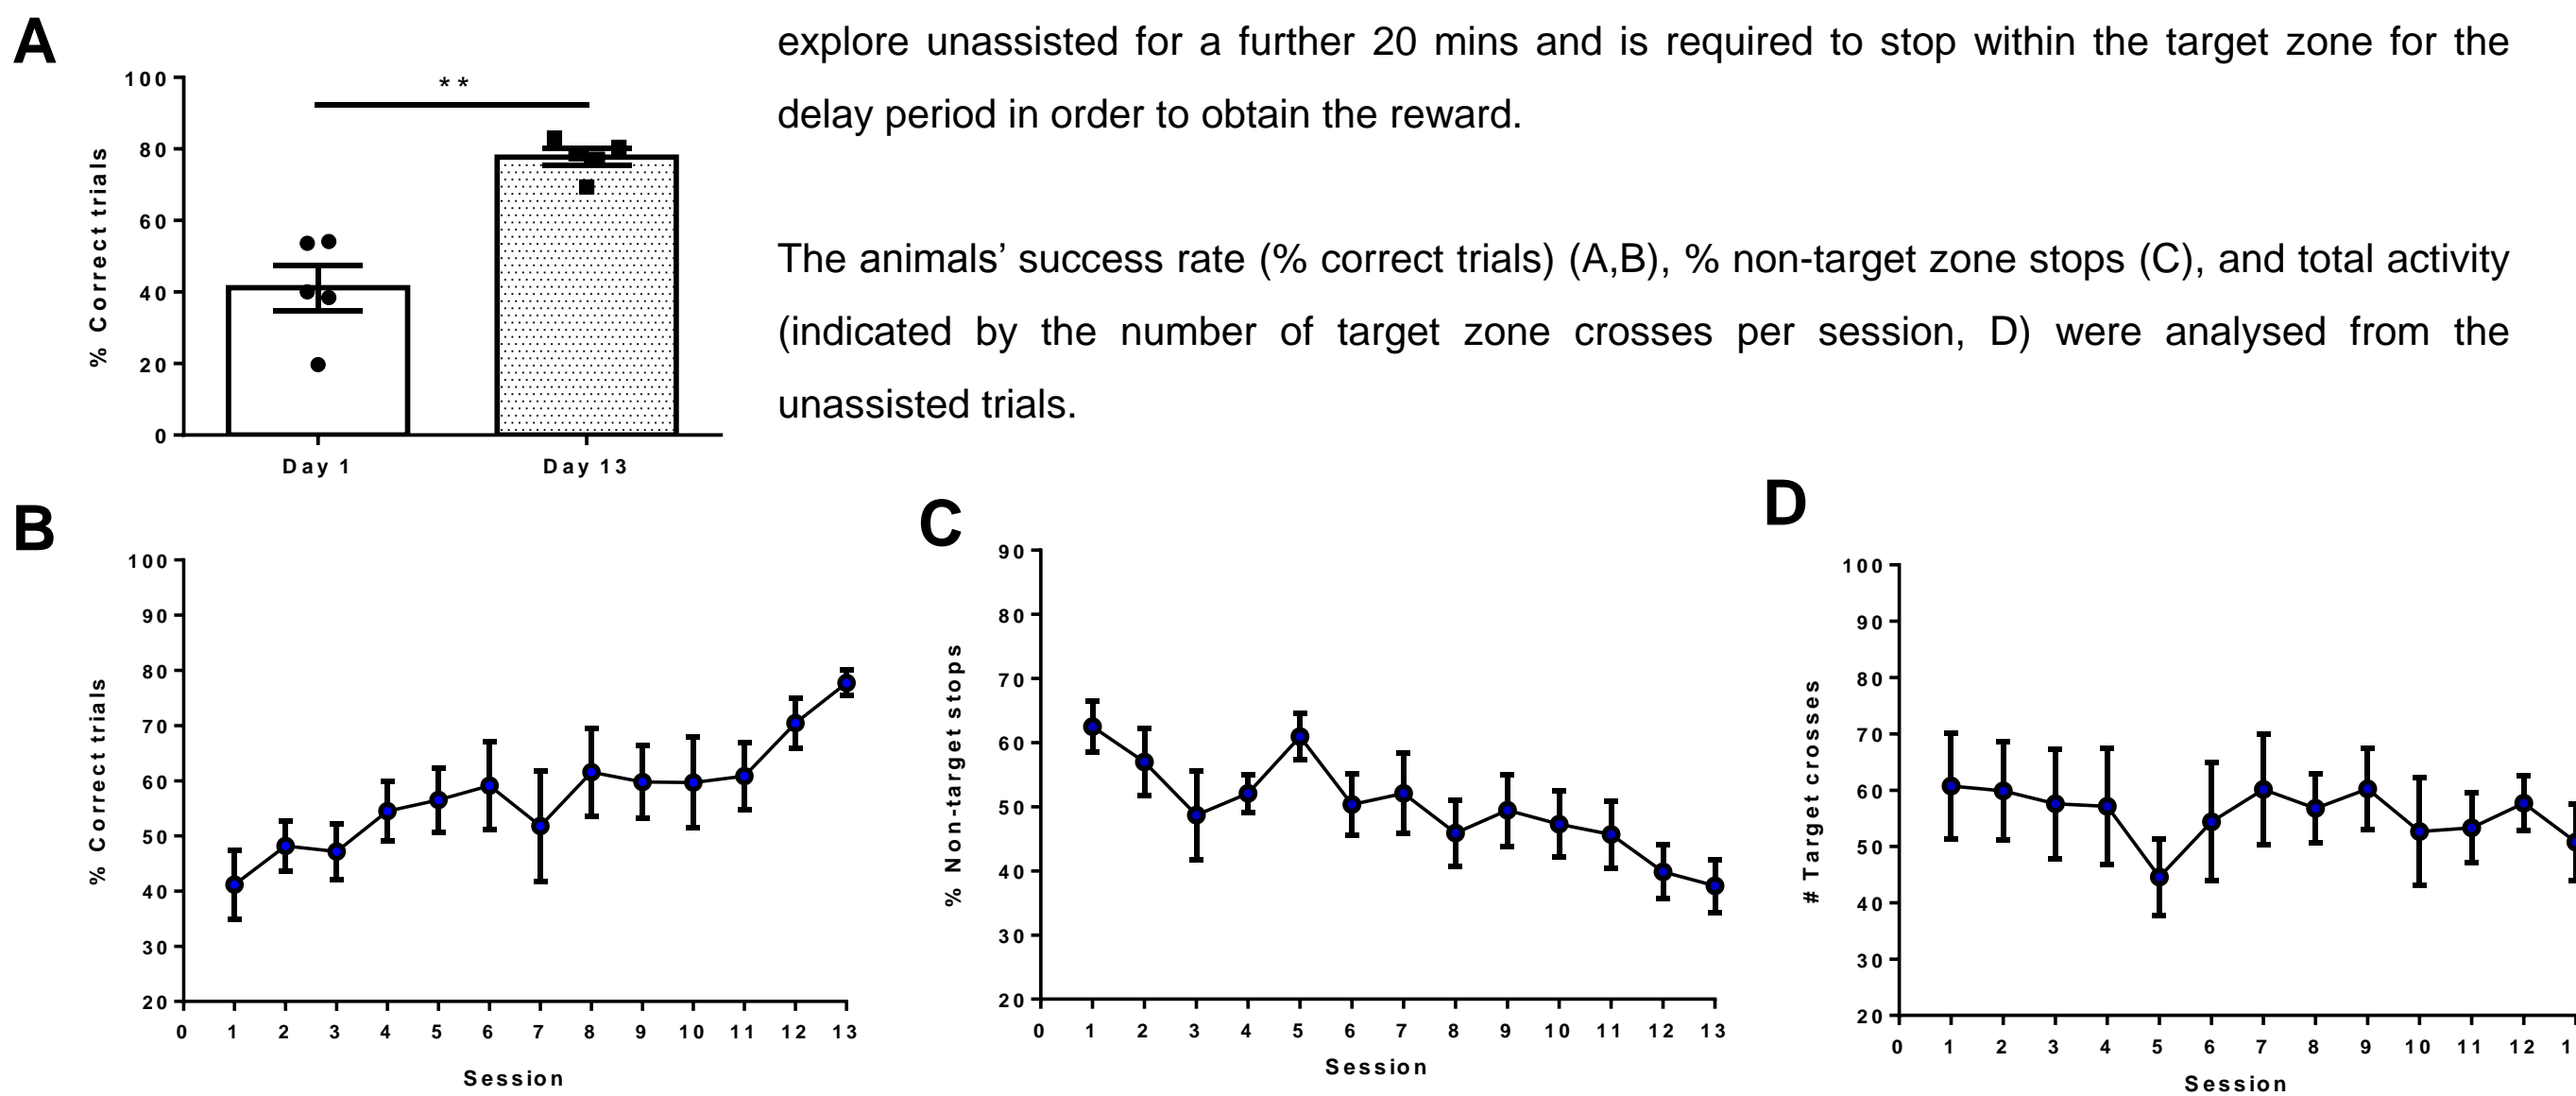 A
explore unassisted for a further 20 mins and is required to stop within the target zone for the
delay period in order to obtain the reward.
The animals’ success rate (% correct trials) (A,B), % non-target zone stops (C), and total activity
(indicated by the number of target zone crosses per session, D) were analysed from the
unassisted trials.
% Correct trials
100
80
60
40
20
0
**
Day 1
Day 13
B
% Correct trials
100
90
80
70
60
50
40
30
20
0 1 2 3 4 5 6 7 8 9 10 11 12 13
Session
C
% Non-target stops
90
80
70
60
50
40
30
20
0 1 2 3 4 5 6 7 8 9 10 11 12 13
Session
D
# Target crosses
100
90
80
70
60
50
40
30
20
0 1 2 3 4 5 6 7 8 9 10 11 12 1
Session